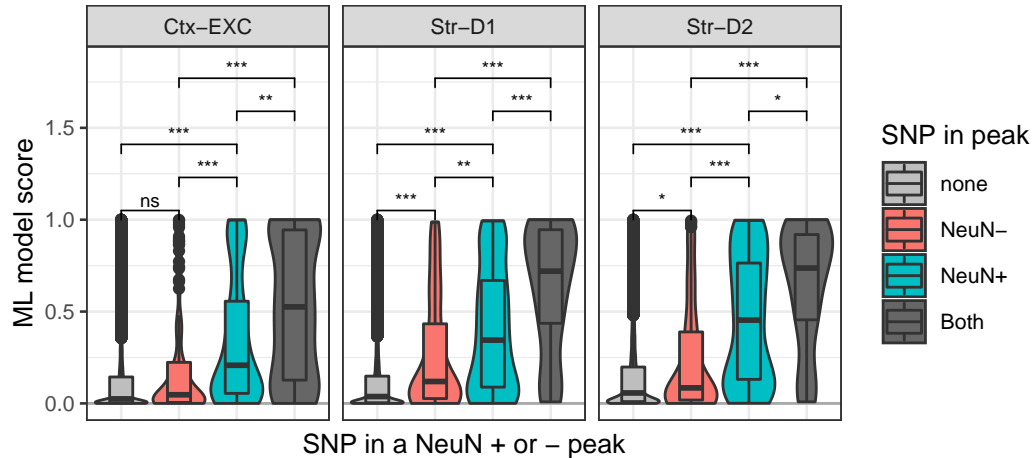 Ctx−EXC
Str−D1
Str−D2
***
***
***
**
***
*
***
***
***
***
**
***
ns
***
*
ML model score
1.5
1.0
0.5
0.0
SNP in a NeuN + or − peak
SNP in peak
none
NeuN−
NeuN+
Both